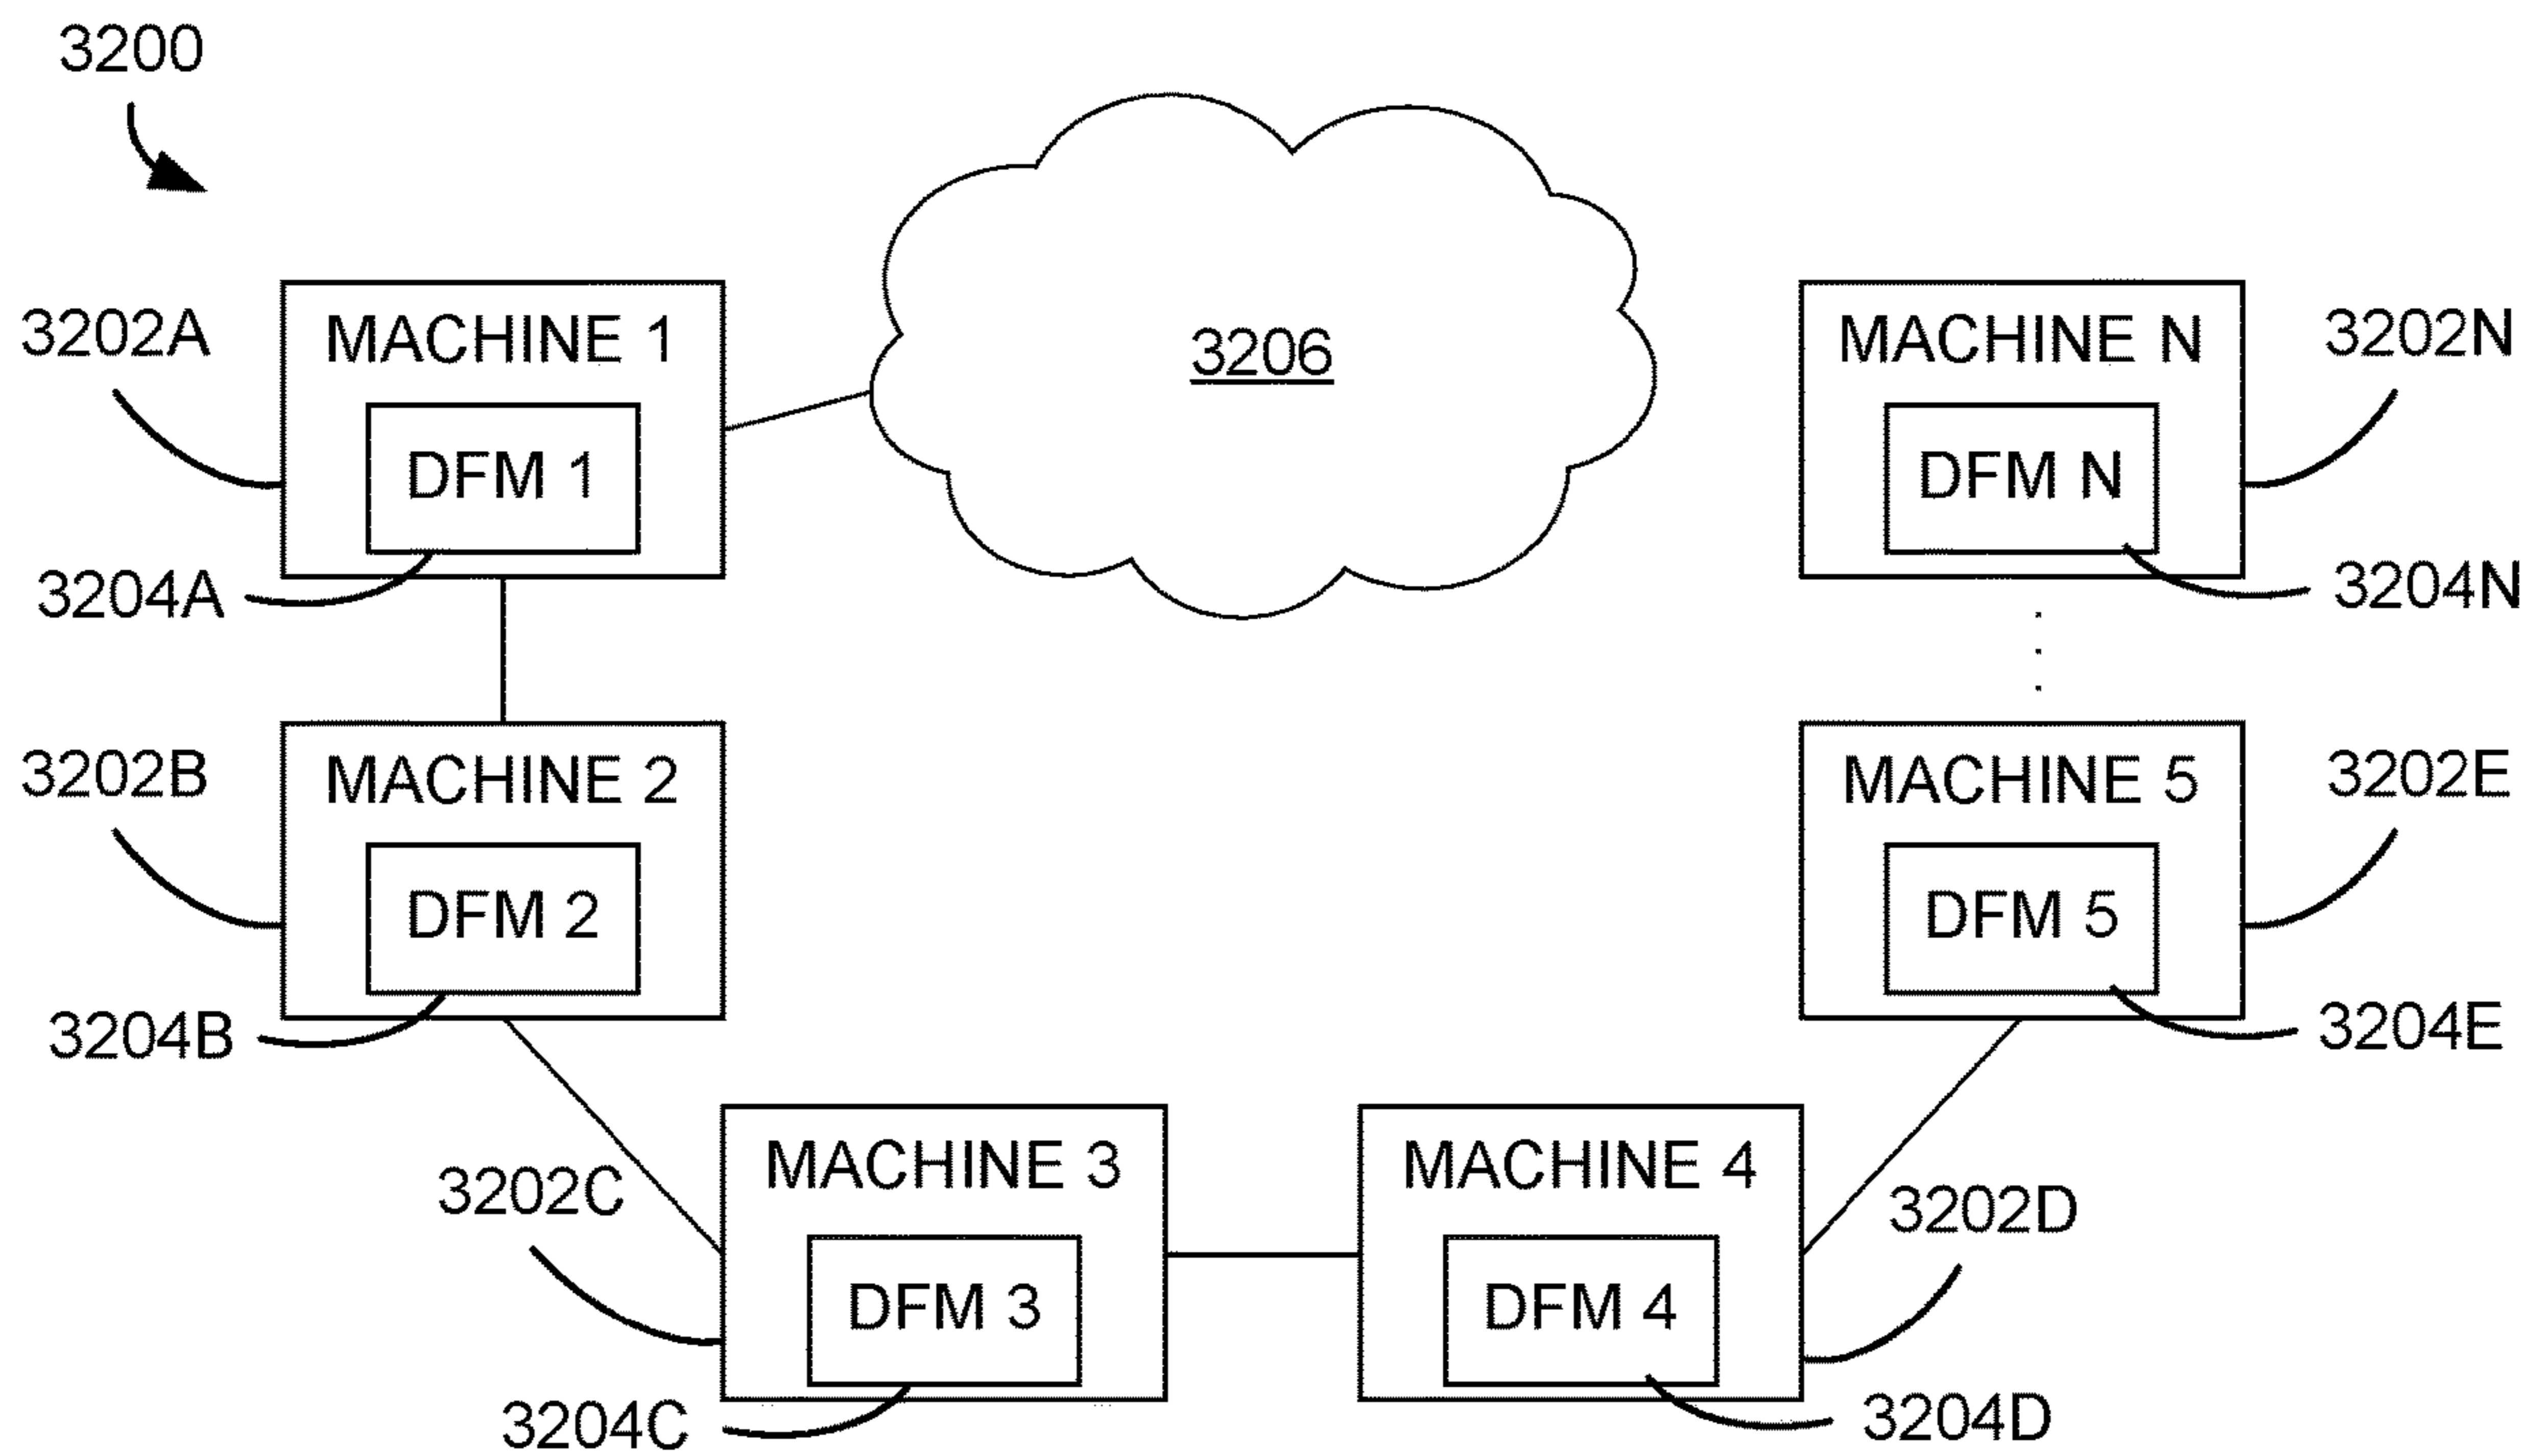 3200
3202A
MACHINE 1
DFM 1
3204A
3206
MACHINE N
DFM N
3202N
3204N
3202B
MACHINE 2
DFM 2
3204B
MACHINE 5
DFM 5
3202E
3204E
3202C
MACHINE 3
DFM 3
3204C
MACHINE 4
DFM 4
3202D
3204D